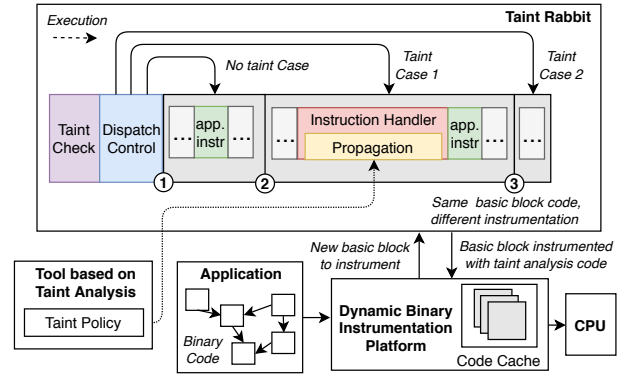 Execution
Taint Rabbit
No taint Case
Taint
Case 1
Taint
Case 2
Taint
Check
Dispatch
Control
...
app.
instr
...
...
Instruction Handler
Propagation
app.
instr
...
...
1
2
3
Same basic block code,
different instrumentation
New basic block
to instrument
Basic block instrumented
with taint analysis code
Tool based on
Taint Analysis
Taint Policy
Application
Binary
Code
Dynamic Binary
Instrumentation
Platform
Code Cache
CPU